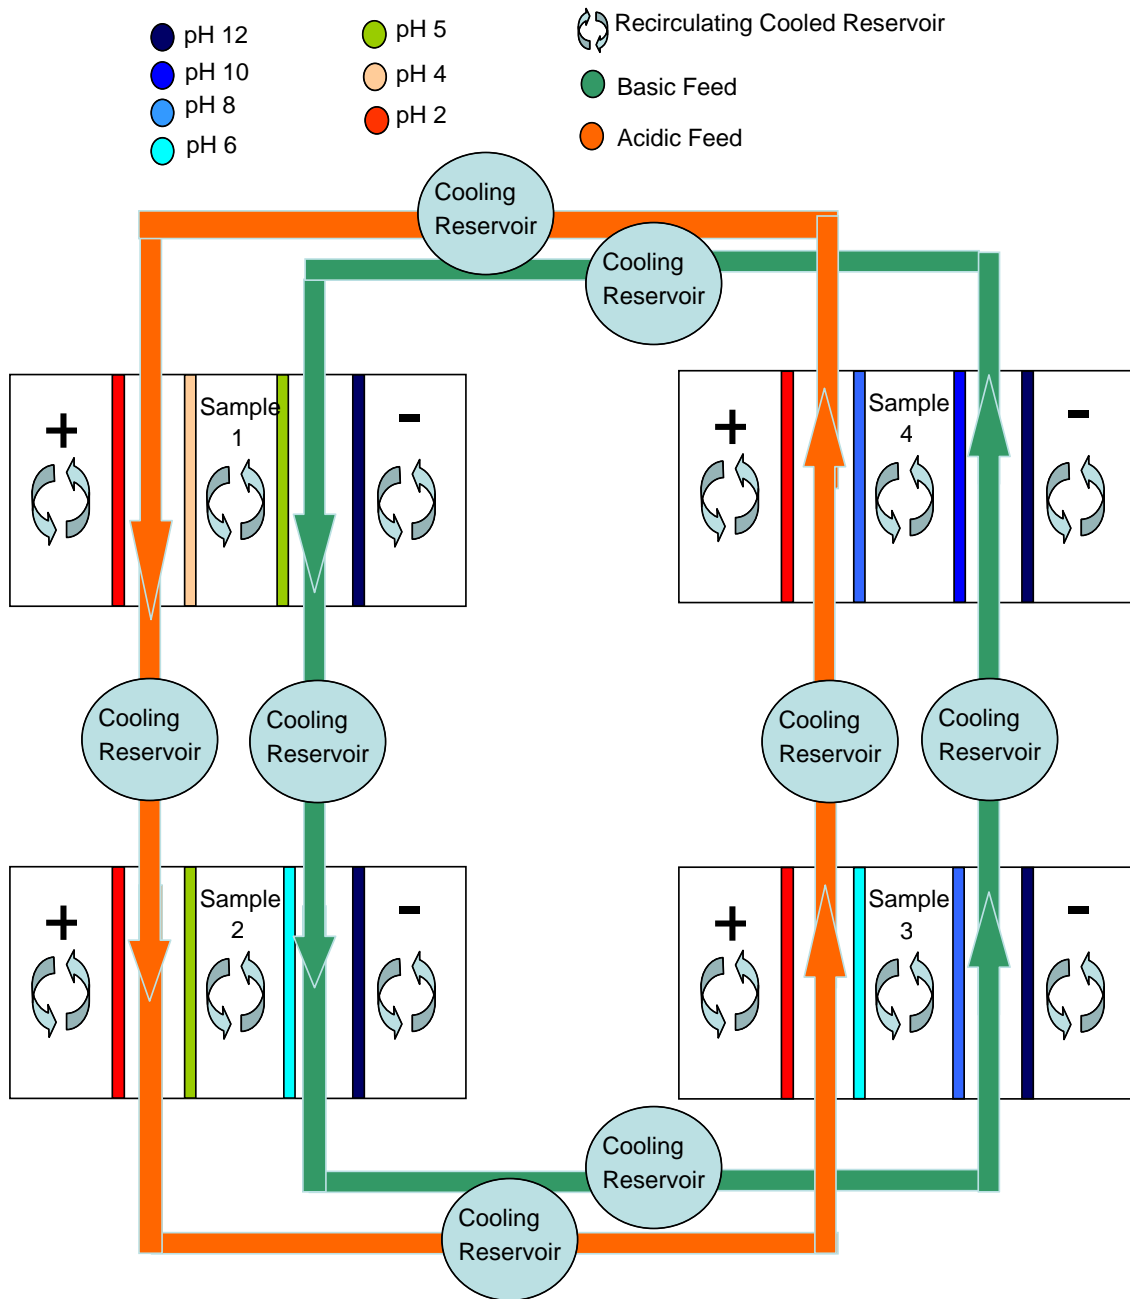 pH 12
pH 10
pH 8
pH 6
pH 5
pH 4
pH 2
Recirculating Cooled Reservoir
Basic Feed
Acidic Feed
Cooling
Reservoir
Cooling
Reservoir
+
Sample
1
-
+
Sample
4
-
Cooling
Reservoir
Cooling
Reservoir
Cooling
Reservoir
Cooling
Reservoir
+
Sample
2
-
+
Sample
3
-
Cooling
Reservoir
Cooling
Reservoir